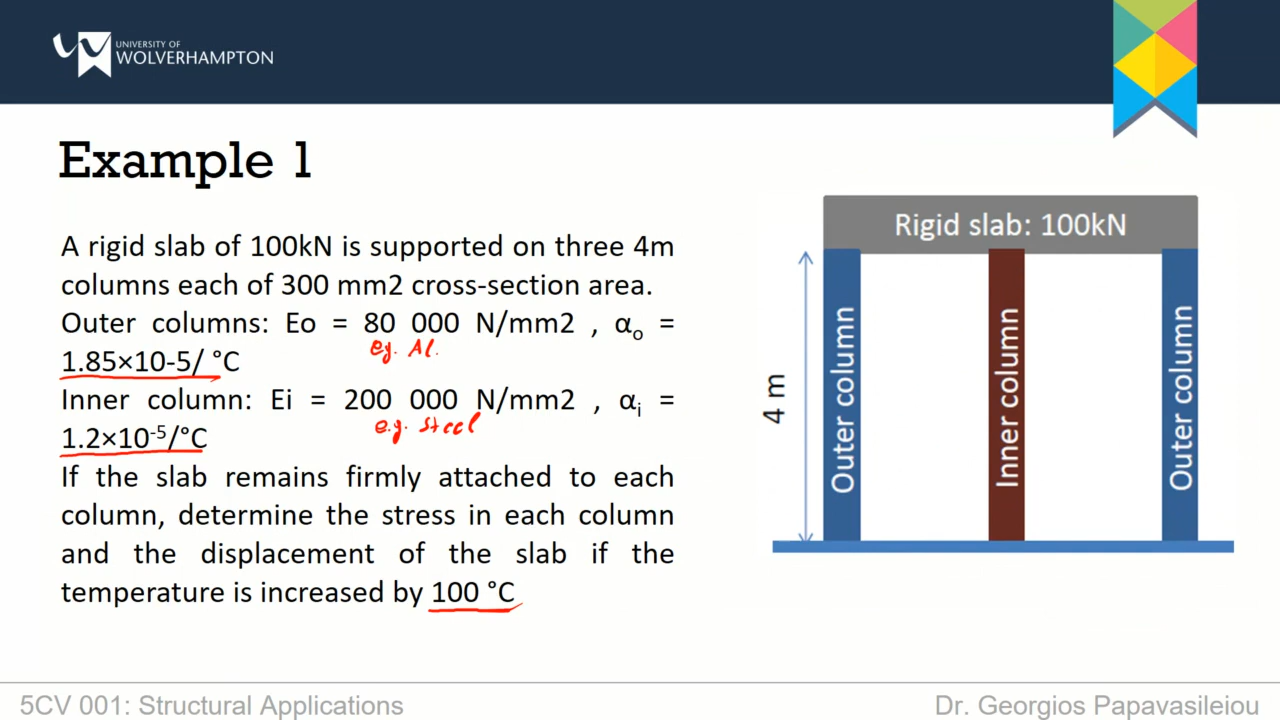 UNIVERSITY OF
WOLVERHAMPTON
Example 1
A rigid slab of 100kN is supported on three 4m
columns each of 300 mm2 cross-section area.
Outer columns: Eo = 80 000 N/mm2 , αₒ =
eg. Al.
1.85×10-5/ °C
Inner column: Ei = 200 000 N/mm2 , αᵢ =
e.g. Steel
1.2×10⁻⁵/°C
If the slab remains firmly attached to each
column, determine the stress in each column
and the displacement of the slab if the
temperature is increased by 100 °C
Rigid slab: 100kN
4 m
Outer column
Inner column
Outer column
5CV 001: Structural Applications
Dr. Georgios Papavasileiou